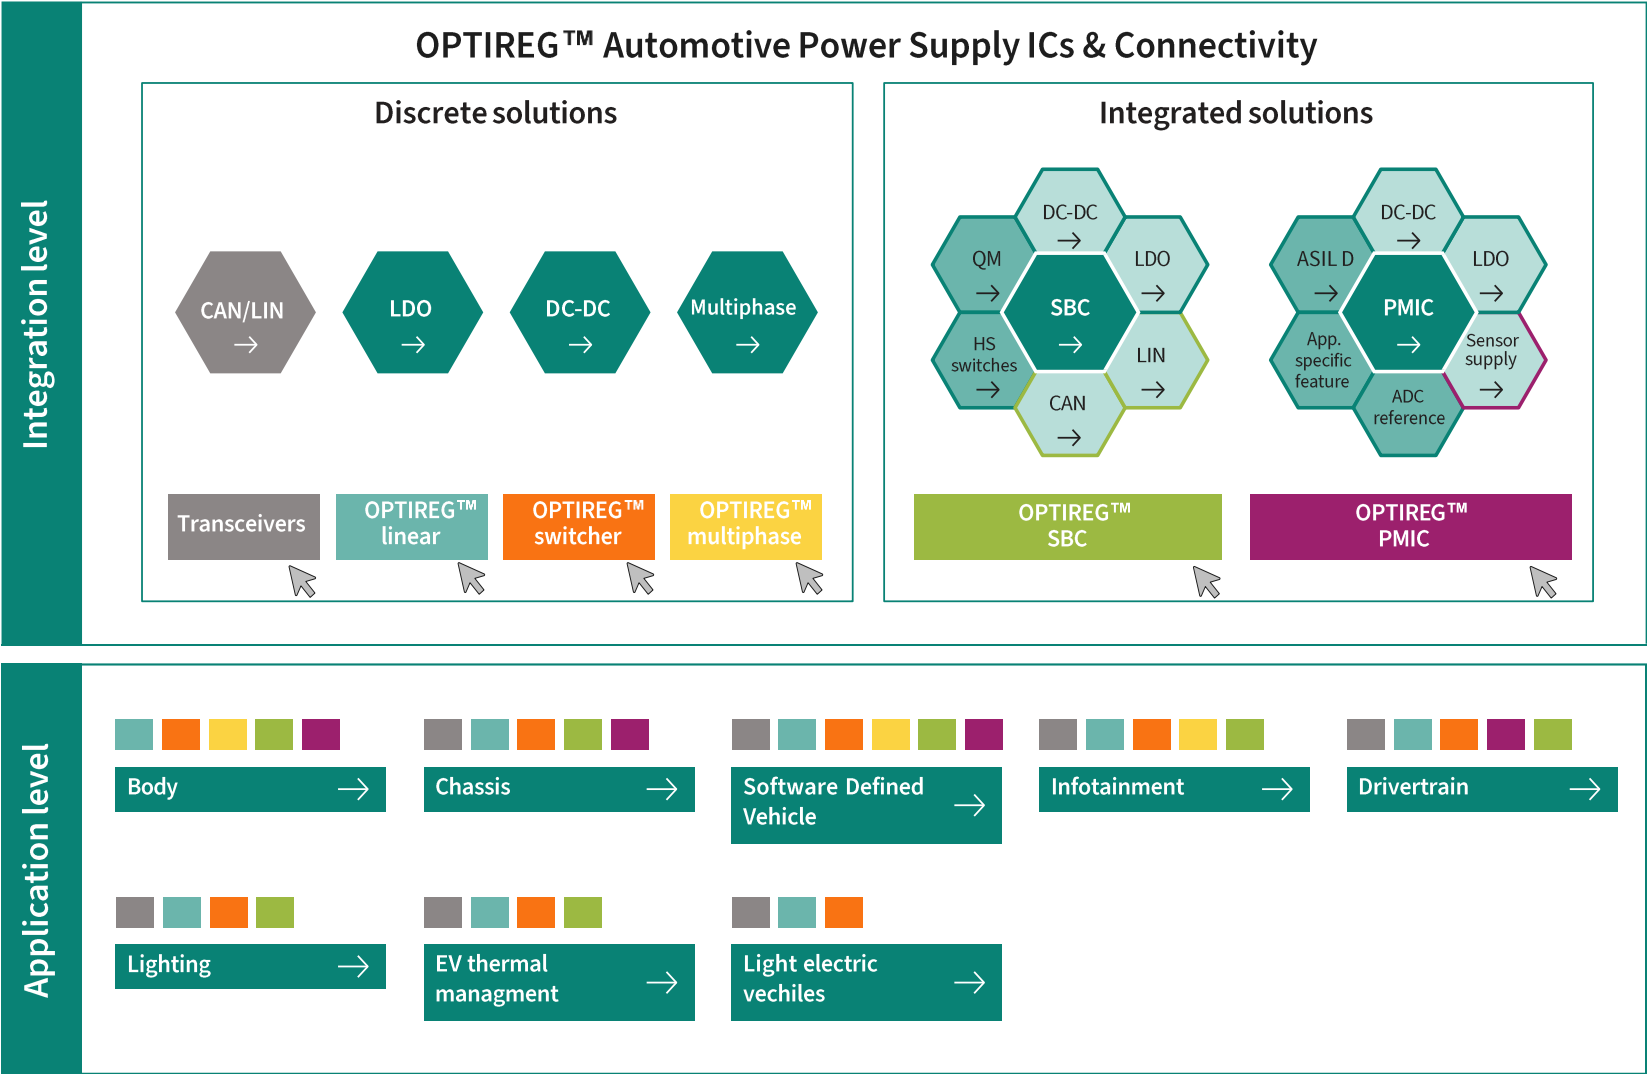 OPTIREG™ Automotive Power Supply ICs & Connectivity
Integration level
Discrete solutions
CAN/LIN
LDO
DC-DC
Multiphase
Transceivers
OPTIREG™
linear
OPTIREG™
switcher
OPTIREG™
multiphase
Integrated solutions
DC-DC
QM
LDO
SBC
HS
switches
LIN
CAN
OPTIREG™
SBC
DC-DC
ASIL D
LDO
PMIC
App.
specific
feature
Sensor
supply
ADC
reference
OPTIREG™
PMIC
Application level
Body
Chassis
Software Defined
Vehicle
Infotainment
Drivertrain
Lighting
EV thermal
managment
Light electric
vechiles